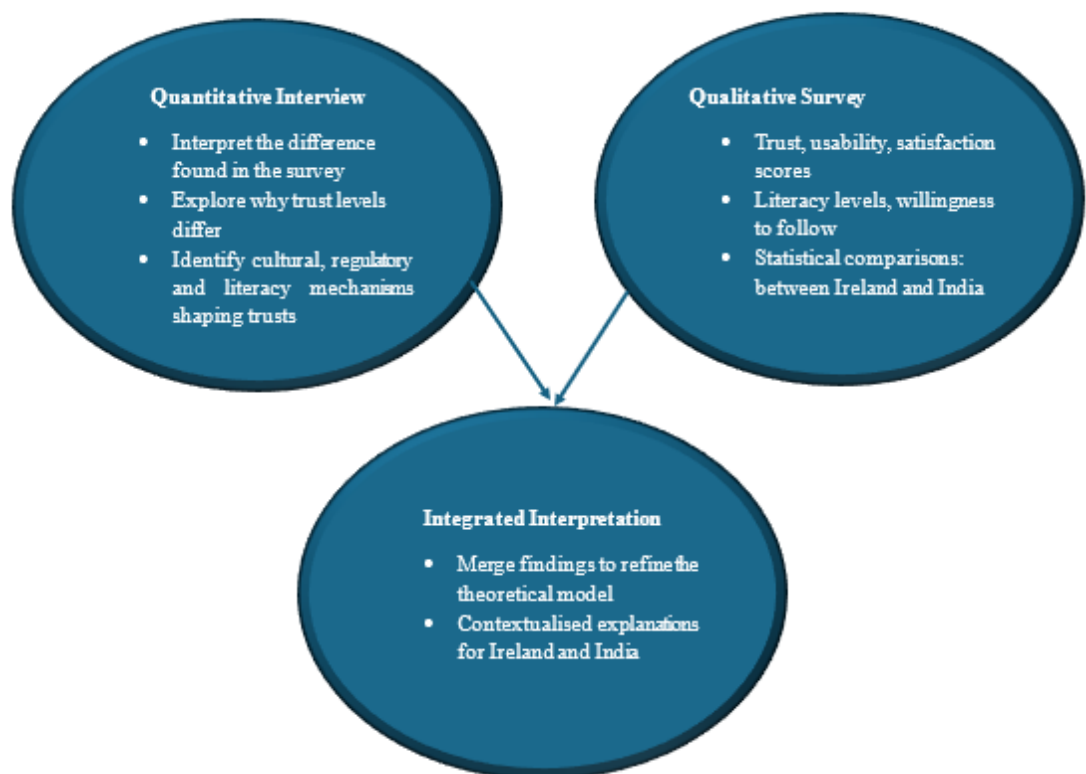 Quantitative Interview
• Interpret the difference
found in the survey
• Explore why trust levels
differ
• Identify cultural, regulatory
and literacy mechanisms
shaping trusts
Qualitative Survey
• Trust, usability, satisfaction
scores
• Literacy levels, willingness
to follow
• Statistical comparisons:
between Ireland and India
Integrated Interpretation
• Merge findings to refine the
theoretical model
• Contextualised explanations
for Ireland and India